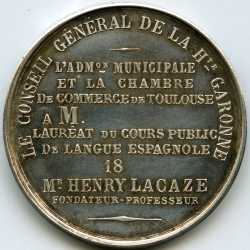 LE CONSEIL GÉNÉRAL DE LA HTE GARONNE
L'ADMON MUNICIPALE
ET LA CHAMBRE
DE COMMERCE DE TOULOUSE
A M.
LAURÉAT DU COURS PUBLIC
DE LANGUE ESPAGNOLE
18
MR HENRY LACAZE
FONDATEUR-PROFESSEUR